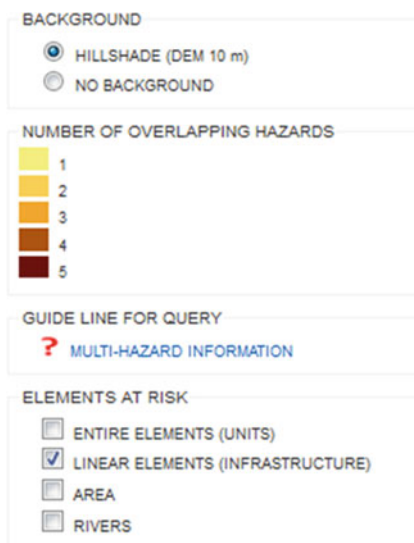 BACKGROUND
HILLSHADE (DEM 10 m)
NO BACKGROUND
NUMBER OF OVERLAPPING HAZARDS
1
2
3
4
5
GUIDE LINE FOR QUERY
? MULTI-HAZARD INFORMATION
ELEMENTS AT RISK
ENTIRE ELEMENTS (UNITS)
LINEAR ELEMENTS (INFRASTRUCTURE)
AREA
RIVERS